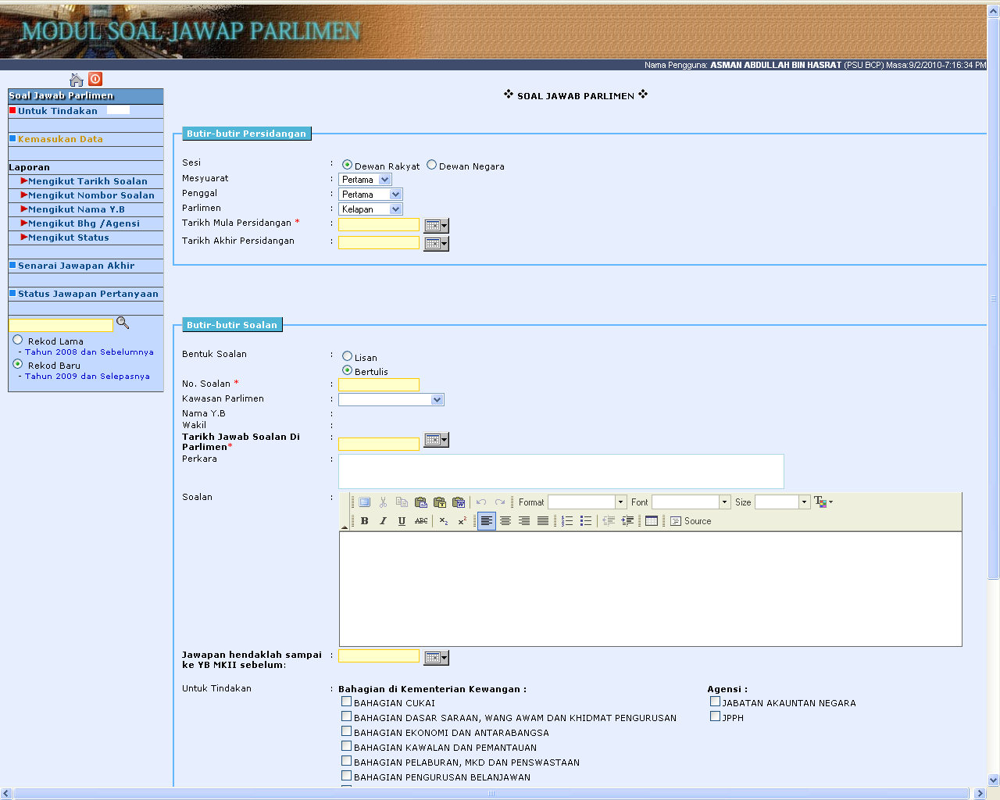 MODUL SOAL JAWAP PARLIMEN
Nama Pengguna: ASMAN ABDULLAH BIN HASRAT (PSU BCP) Masa:9/2/2010-7:16:34 PM
Soal Jawab Parlimen
Untuk Tindakan
Kemasukan Data
Laporan
Mengikut Tarikh Soalan
Mengikut Nombor Soalan
Mengikut Nama Y.B
Mengikut Bhg /Agensi
Mengikut Status
Senarai Jawapan Akhir
Status Jawapan Pertanyaan
Rekod Lama
- Tahun 2008 dan Sebelumnya
Rekod Baru
- Tahun 2009 dan Selepasnya
SOAL JAWAB PARLIMEN
Butir-butir Persidangan
Sesi : Dewan Rakyat Dewan Negara
Mesyuarat : Pertama
Penggal : Pertama
Parlimen : Kelapan
Tarikh Mula Persidangan * :
Tarikh Akhir Persidangan :
Butir-butir Soalan
Bentuk Soalan : Lisan
Bertulis
No. Soalan * :
Kawasan Parlimen :
Nama Y.B :
Wakil :
Tarikh Jawab Soalan Di :
Parlimen*
Perkara :
Soalan :
Format Font Size
B I U ABC x2 x2 Source
Jawapan hendaklah sampai :
ke YB MKII sebelum:
Untuk Tindakan : Bahagian di Kementerian Kewangan : Agensi :
BAHAGIAN CUKAI JABATAN AKAUNTAN NEGARA
BAHAGIAN DASAR SARAAN, WANG AWAM DAN KHIDMAT PENGURUSAN JPPH
BAHAGIAN EKONOMI DAN ANTARABANGSA
BAHAGIAN KAWALAN DAN PEMANTAUAN
BAHAGIAN PELABURAN, MKD DAN PENSWASTAAN
BAHAGIAN PENGURUSAN BELANJAWAN